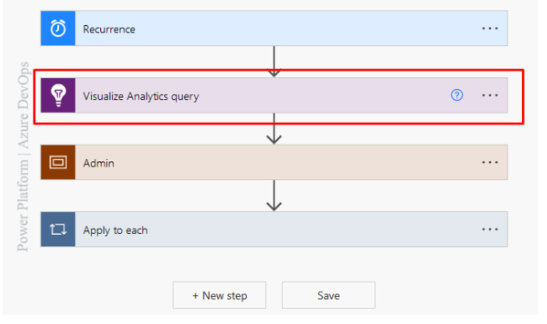 Recurrence
Visualize Analytics query
Admin
Apply to each
+ New step
Save
Power Platform | Azure DevOps